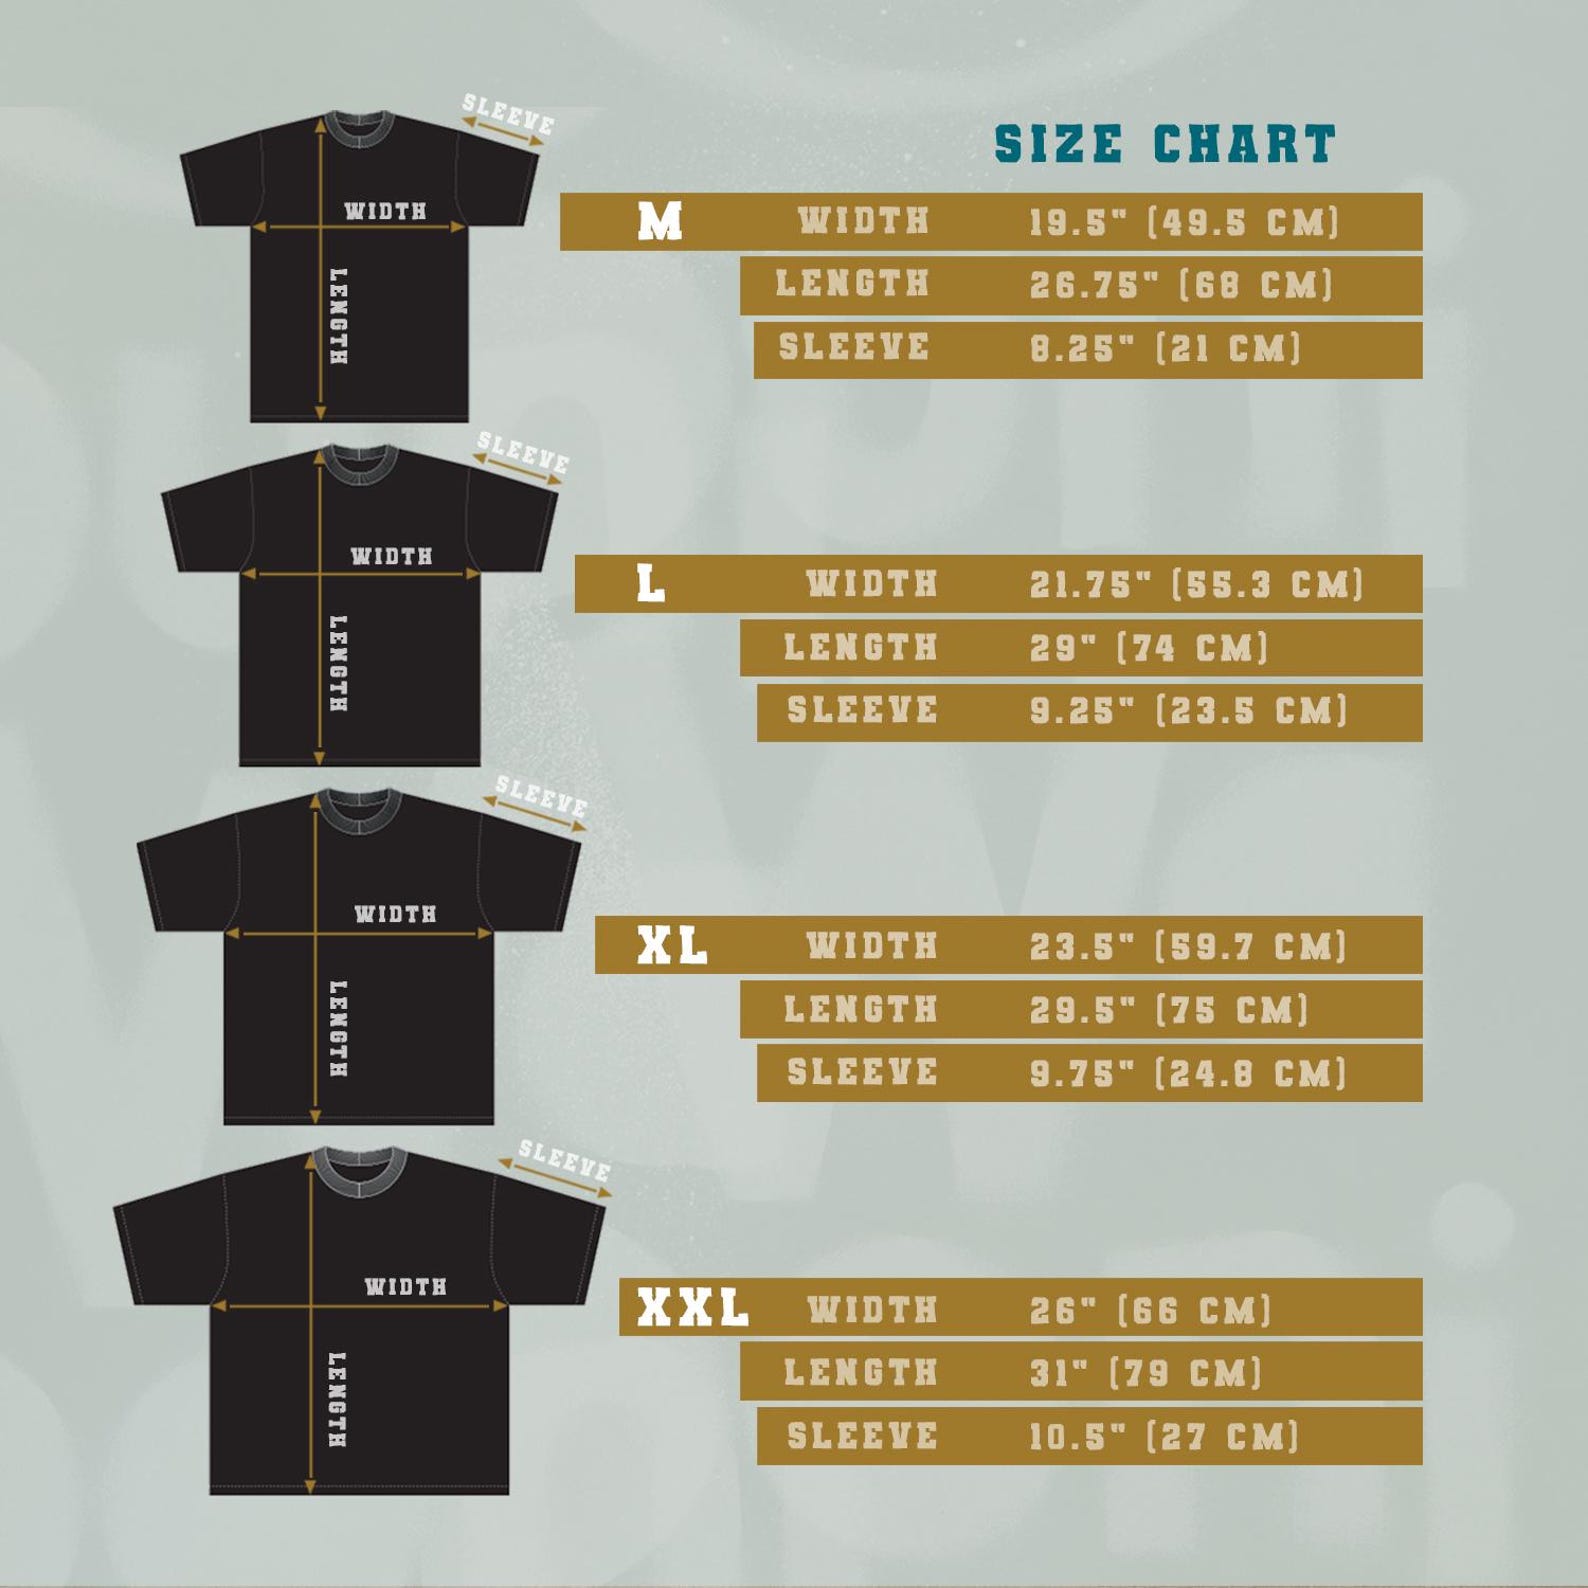 SIZE CHART
SLEEVE
WIDTH
LENGTH
M WIDTH 19.5" (49.5 CM)
LENGTH 26.75" (68 CM)
SLEEVE 8.25" (21 CM)
SLEEVE
WIDTH
LENGTH
L WIDTH 21.75" (55.3 CM)
LENGTH 29" (74 CM)
SLEEVE 9.25" (23.5 CM)
SLEEVE
WIDTH
LENGTH
XL WIDTH 23.5" (59.7 CM)
LENGTH 29.5" (75 CM)
SLEEVE 9.75" (24.8 CM)
SLEEVE
WIDTH
LENGTH
XXL WIDTH 26" (66 CM)
LENGTH 31" (79 CM)
SLEEVE 10.5" (27 CM)